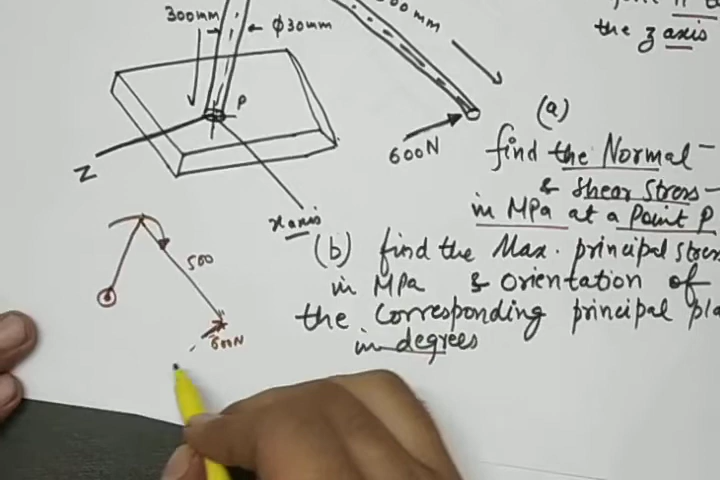 300mm
φ30mm
mm
the z axis
P
(a)
600N
find the Normal-
& Shear Stress-
in MPa at a Point P
Z
x axis
(b) find the Max. principal stress
in MPa & orientation of
the corresponding principal
in degrees
500
600N